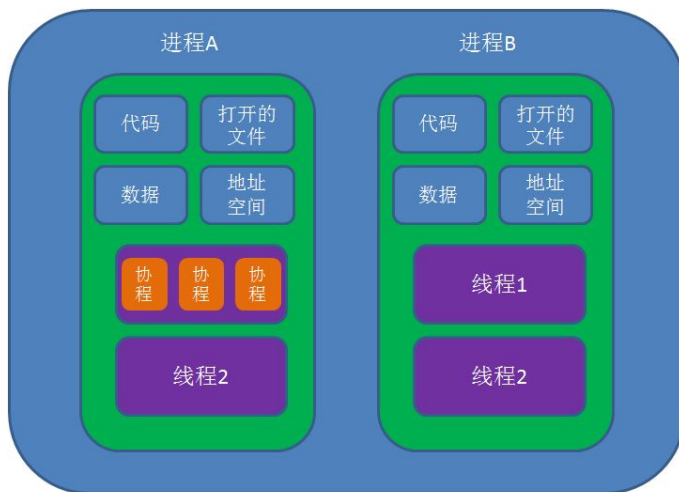 进程A
进程B
代码
打开的
文件
数据
地址
空间
协
程
协
程
协
程
线程2
代码
打开的
文件
数据
地址
空间
线程1
线程2